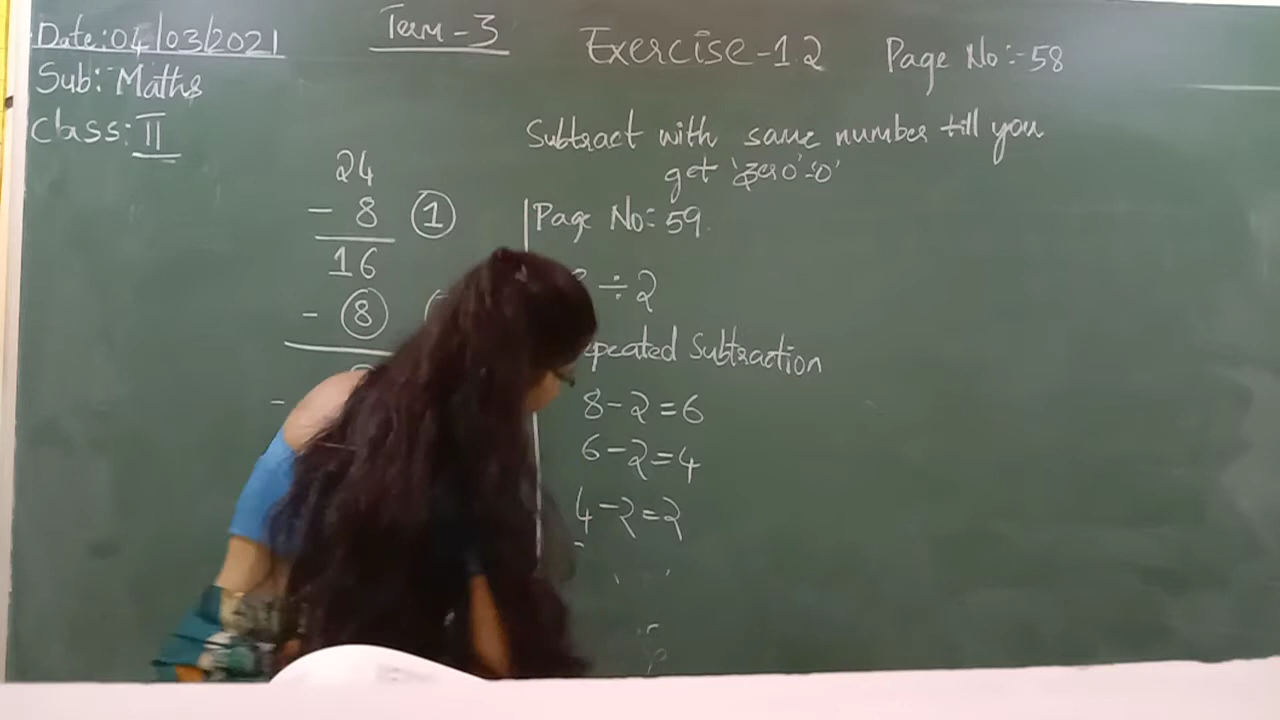 Date: 04/03/2021
Term - 3
Exercise - 1.2
Page No:- 58
Sub: Maths
Class: II
Subtract with same number till you
get 'zero'-'0'
24
- 8 1
16
- 8
-
Page No: 59.
÷ 2
Subtraction
8 - 2 = 6
6 - 2 = 4
4 - 2 = 2